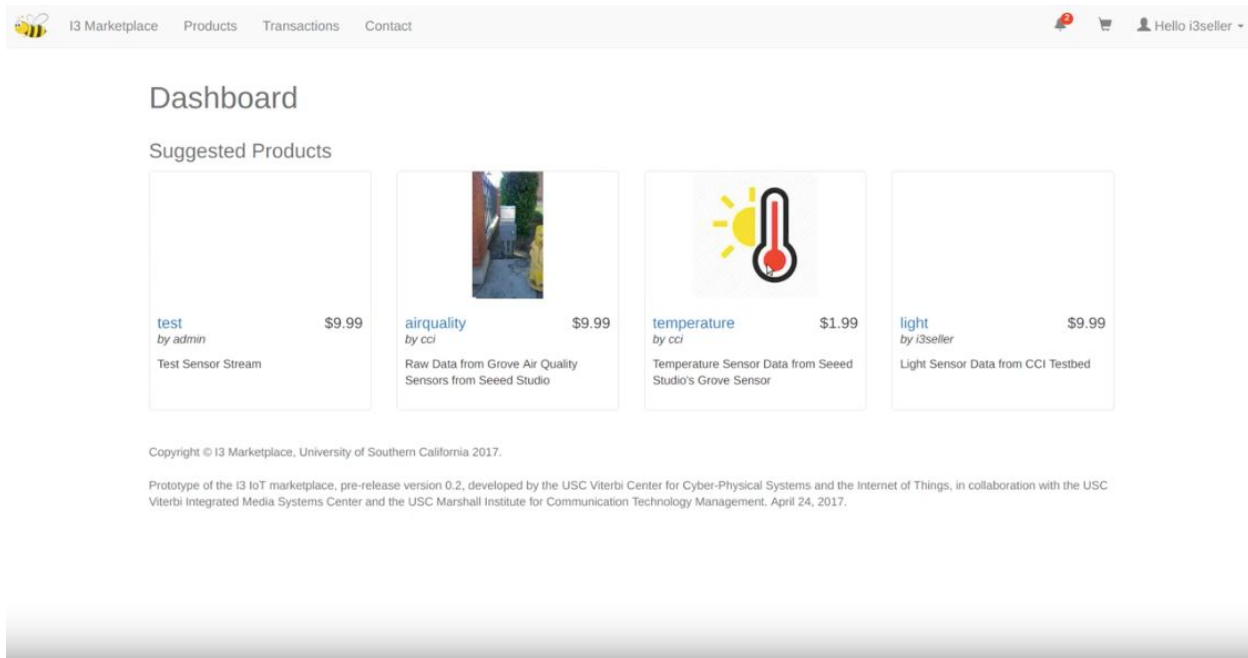 I3 Marketplace Products Transactions Contact 2 Hello i3seller
Dashboard
Suggested Products
test $9.99
by admin
Test Sensor Stream
airquality $9.99
by cci
Raw Data from Grove Air Quality
Sensors from Seeed Studio
temperature $1.99
by cci
Temperature Sensor Data from Seeed
Studio's Grove Sensor
light $9.99
by i3seller
Light Sensor Data from CCI Testbed
Copyright © I3 Marketplace, University of Southern California 2017.
Prototype of the I3 IoT marketplace, pre-release version 0.2, developed by the USC Viterbi Center for Cyber-Physical Systems and the Internet of Things, in collaboration with the USC
Viterbi Integrated Media Systems Center and the USC Marshall Institute for Communication Technology Management. April 24, 2017.